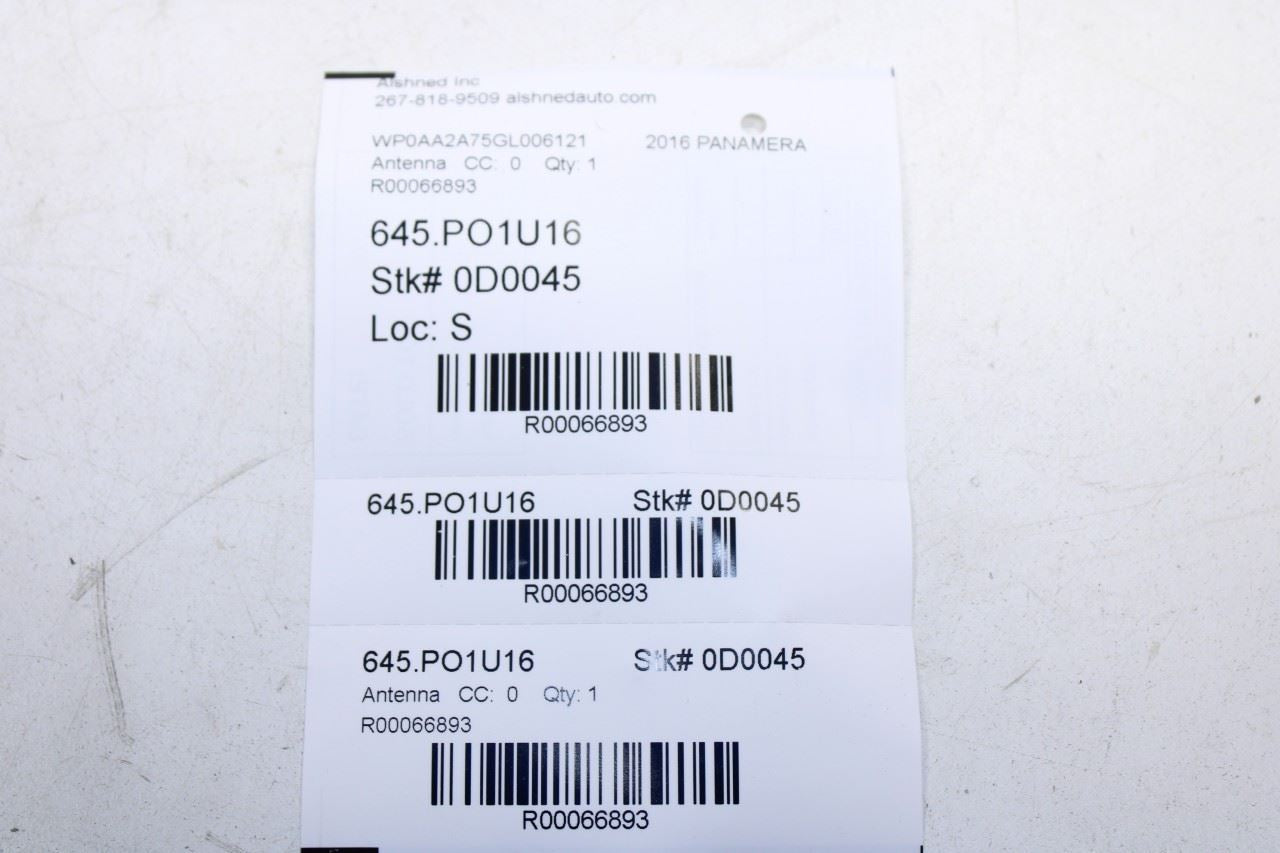 Alshned Inc
267-818-9509 alshnedauto.com
WP0AA2A75GL006121 2016 PANAMERA
Antenna CC: 0 Qty: 1
R00066893
645.PO1U16
Stk# 0D0045
Loc: S
R00066893
645.PO1U16 Stk# 0D0045
R00066893
645.PO1U16 Stk# 0D0045
Antenna CC: 0 Qty: 1
R00066893
R00066893